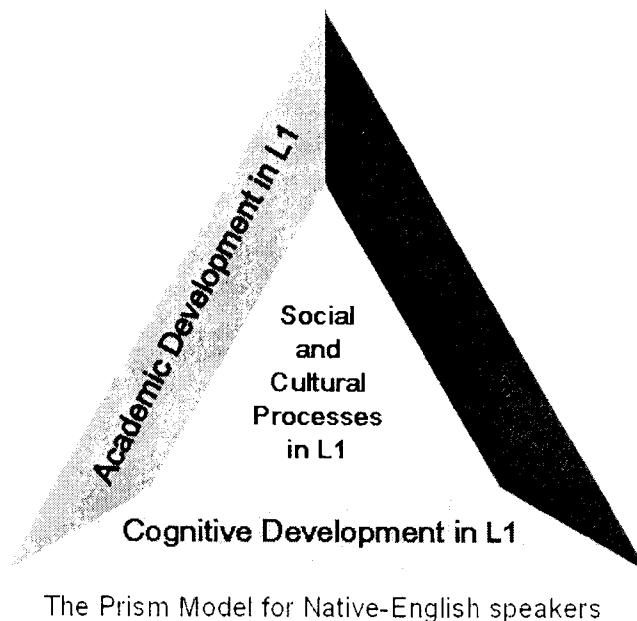 Academic Development in L1
Social
and
Cultural
Processes
in L1
Cognitive Development in L1
The Prism Model for Native-English speakers